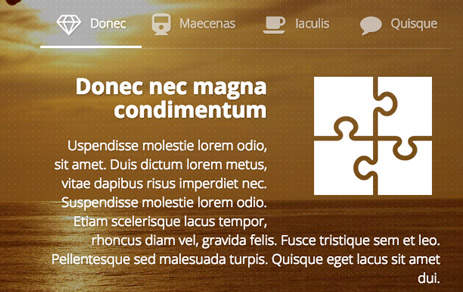 Donec Maecenas Iaculis Quisque
Donec nec magna
condimentum
Uspendisse molestie lorem odio,
sit amet. Duis dictum lorem metus,
vitae dapibus risus imperdiet nec.
Suspendisse molestie lorem odio.
Etiam scelerisque lacus tempor,
rhoncus diam vel, gravida felis. Fusce tristique sem et leo.
Pellentesque sed malesuada turpis. Quisque eget lacus sit amet
dui.